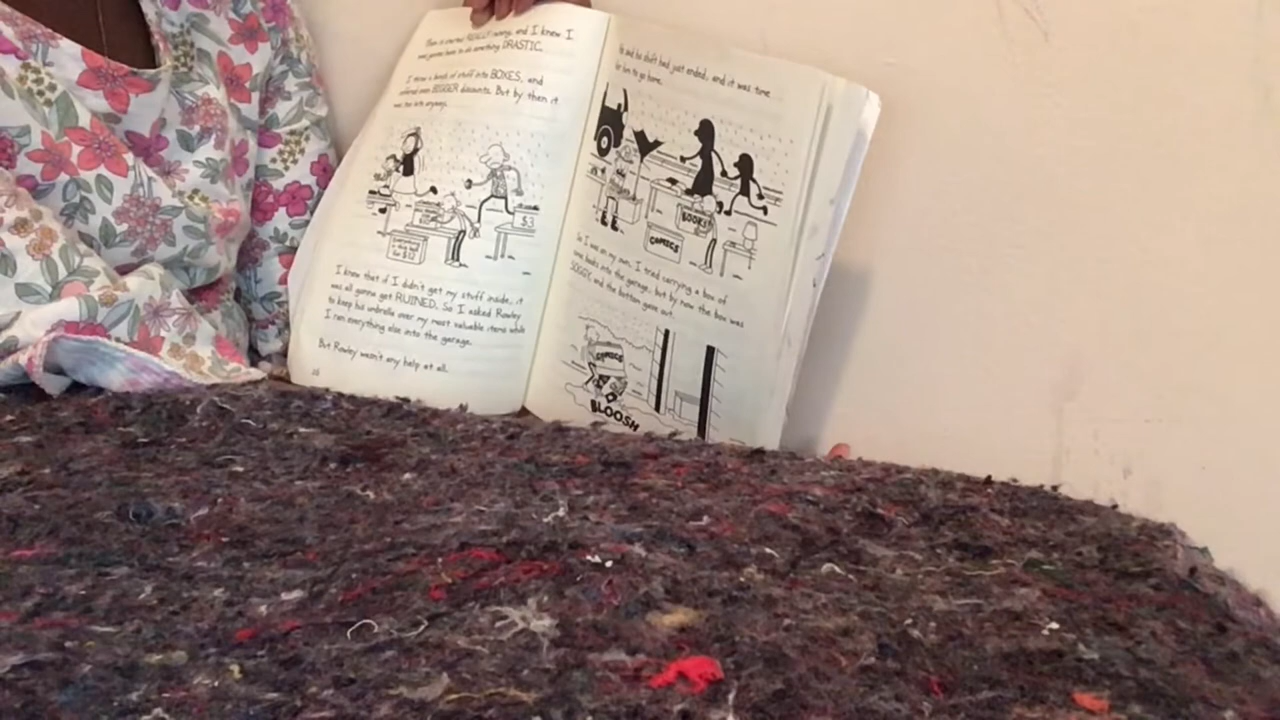 Then it started REALLY raining, and I knew I
was gonna have to do something DRASTIC.
I threw a bunch of stuff into BOXES, and
offered even BIGGER discounts. But by then it
was too late anyway.
$3
for $12
I knew that if I didn't get my stuff inside, it
was all gonna get RUINED. So I asked Rowley
to keep his umbrella over my most valuable items while
I ran everything else into the garage.
But Rowley wasn't any help at all.
He said his shift had just ended, and it was time
for him to go home.
BOOKS
COMICS
So I was on my own. I tried carrying a box of
comic books into the garage, but by now the box was
SOGGY, and the bottom gave out.
COMICS
BLOOSH